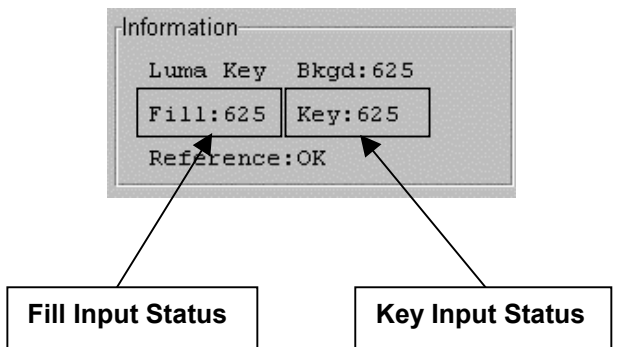 Information
Luma Key Bkgd:625
Fill:625 Key:625
Reference:OK
Fill Input Status
Key Input Status